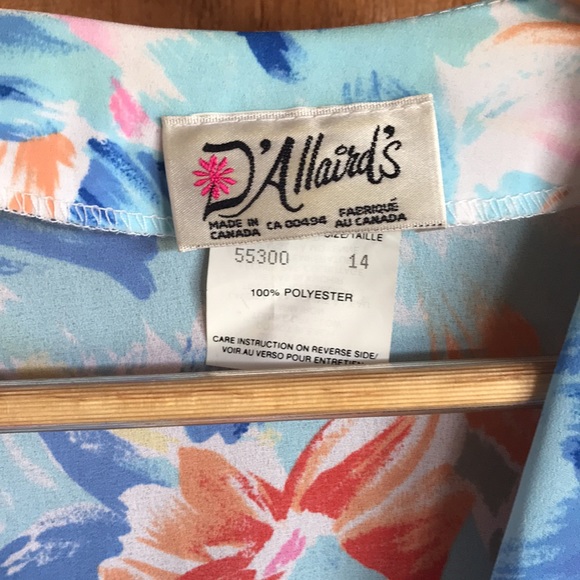 D'Allaird's
MADE IN CANADA CA 00494 FABRIQUÉ AU CANADA
SIZE/TAILLE
55300 14
100% POLYESTER
CARE INSTRUCTION ON REVERSE SIDE/
VOIR AU VERSO POUR ENTRETIEN